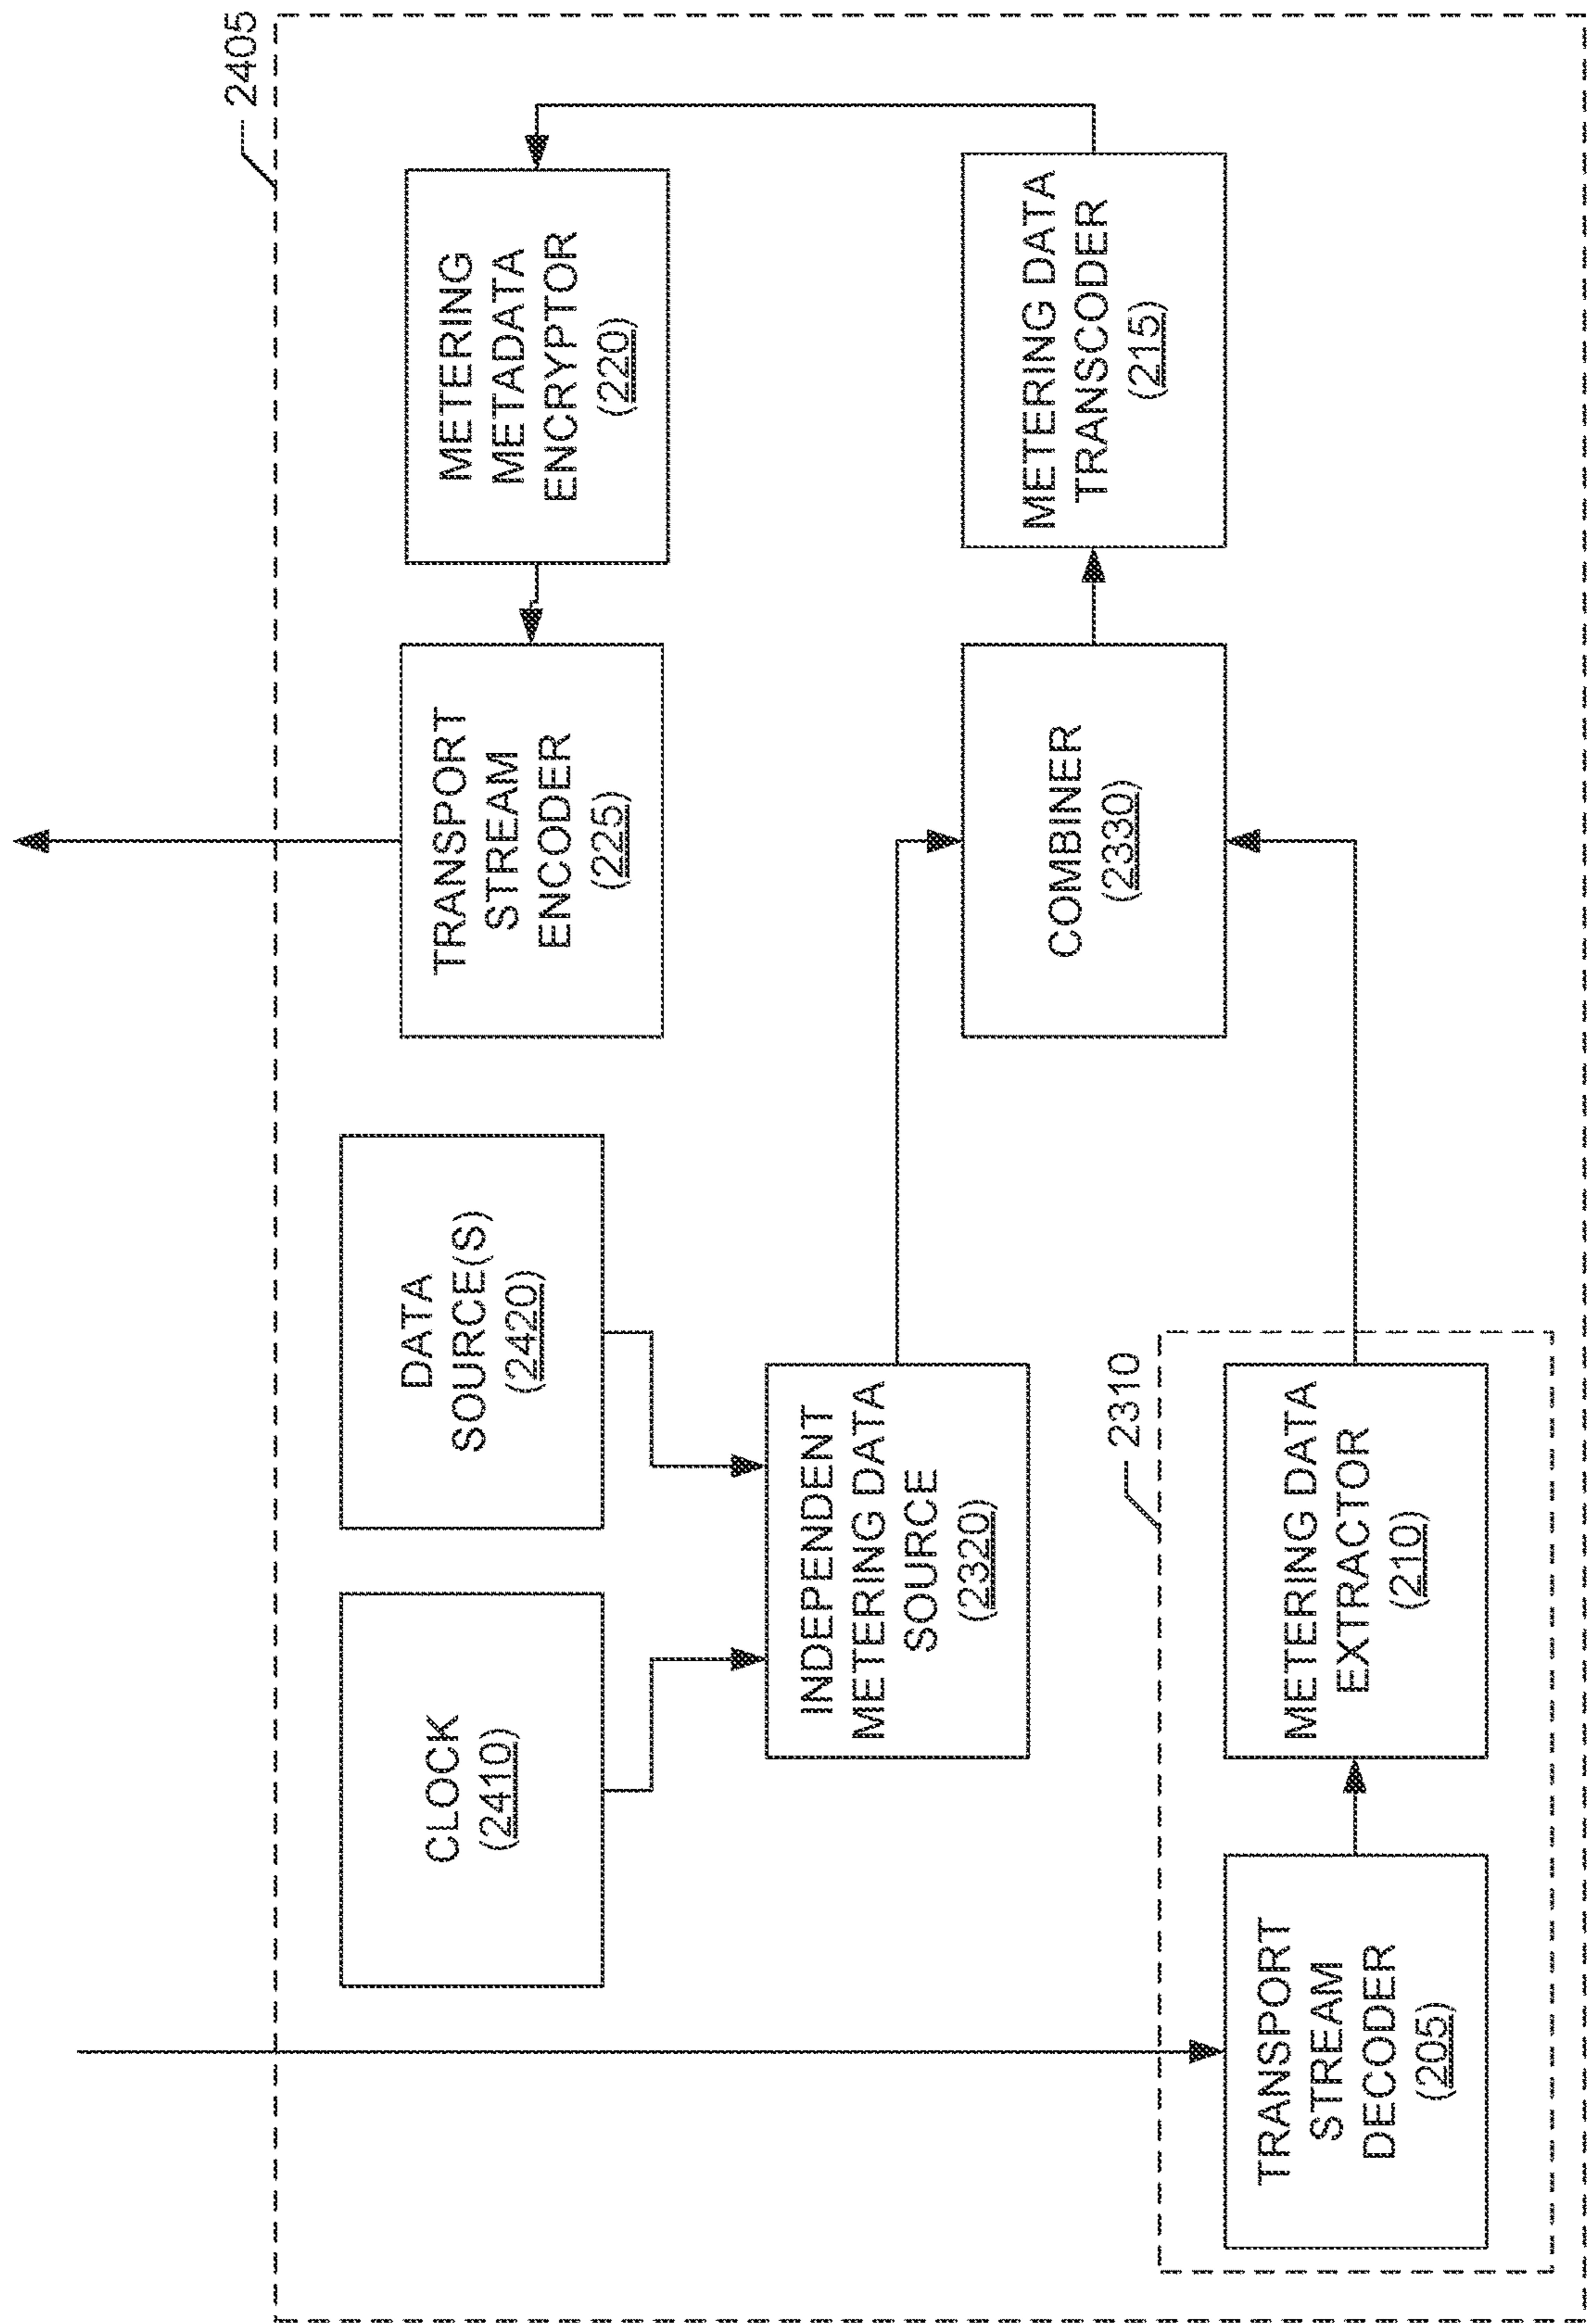 2405
CLOCK
(2410)
DATA
SOURCE(S)
(2420)
TRANSPORT
STREAM
ENCODER
(225)
METERING
METADATA
ENCRYPTOR
(220)
INDEPENDENT
METERING DATA
SOURCE
(2320)
COMBINER
(2330)
METERING DATA
TRANSCODER
(215)
2310
TRANSPORT
STREAM
DECODER
(205)
METERING DATA
EXTRACTOR
(210)